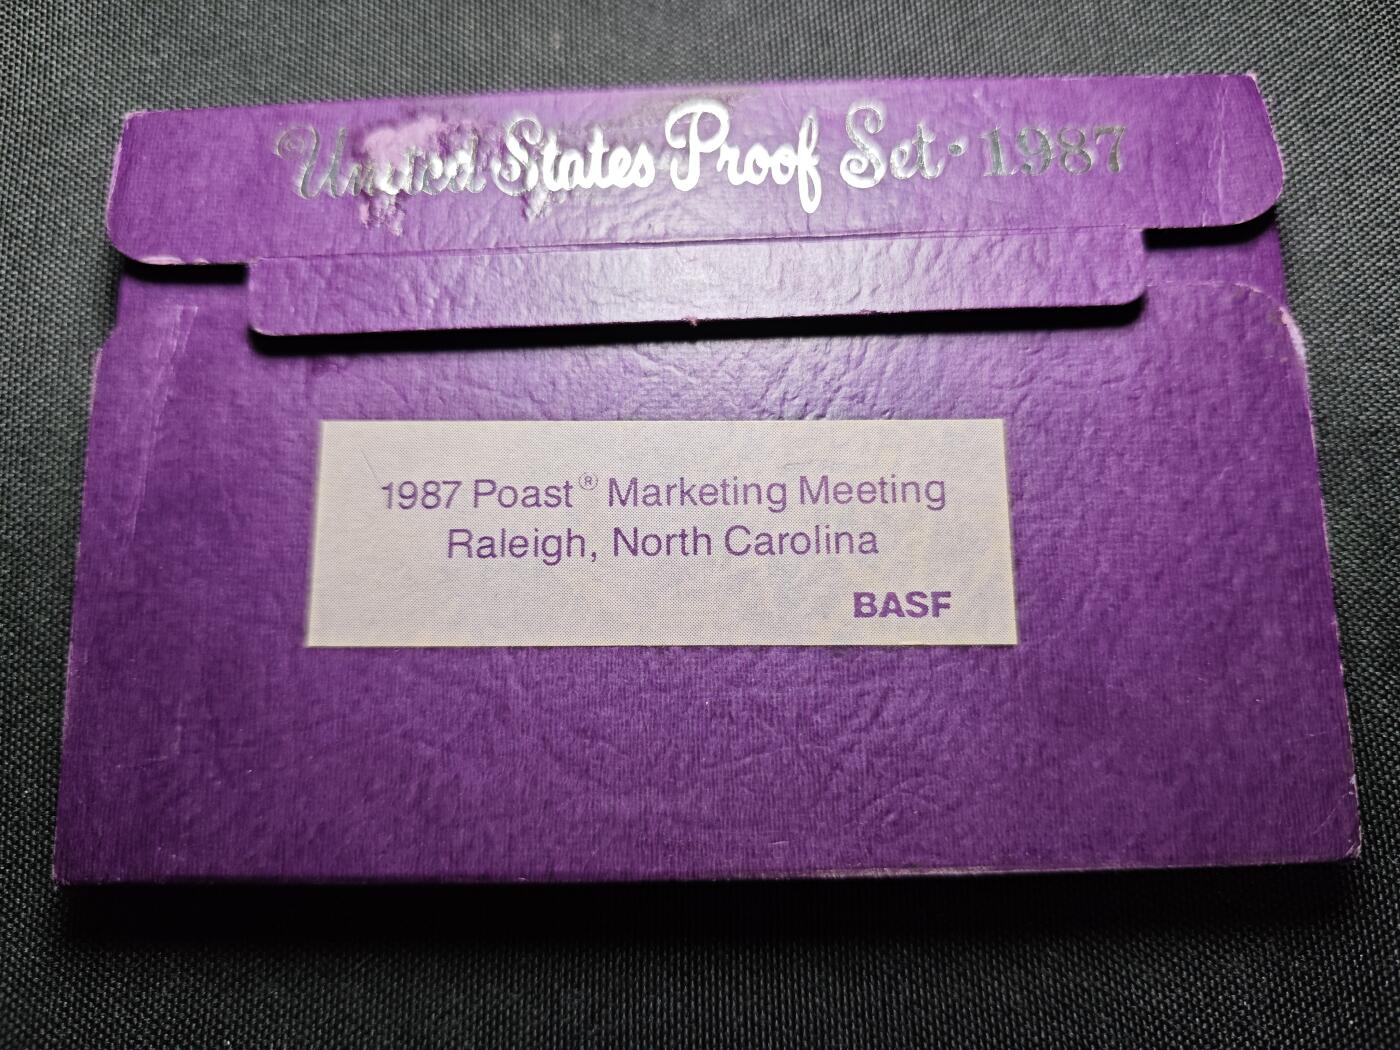 United States Proof Set · 1987
1987 Poast® Marketing Meeting
Raleigh, North Carolina
BASF